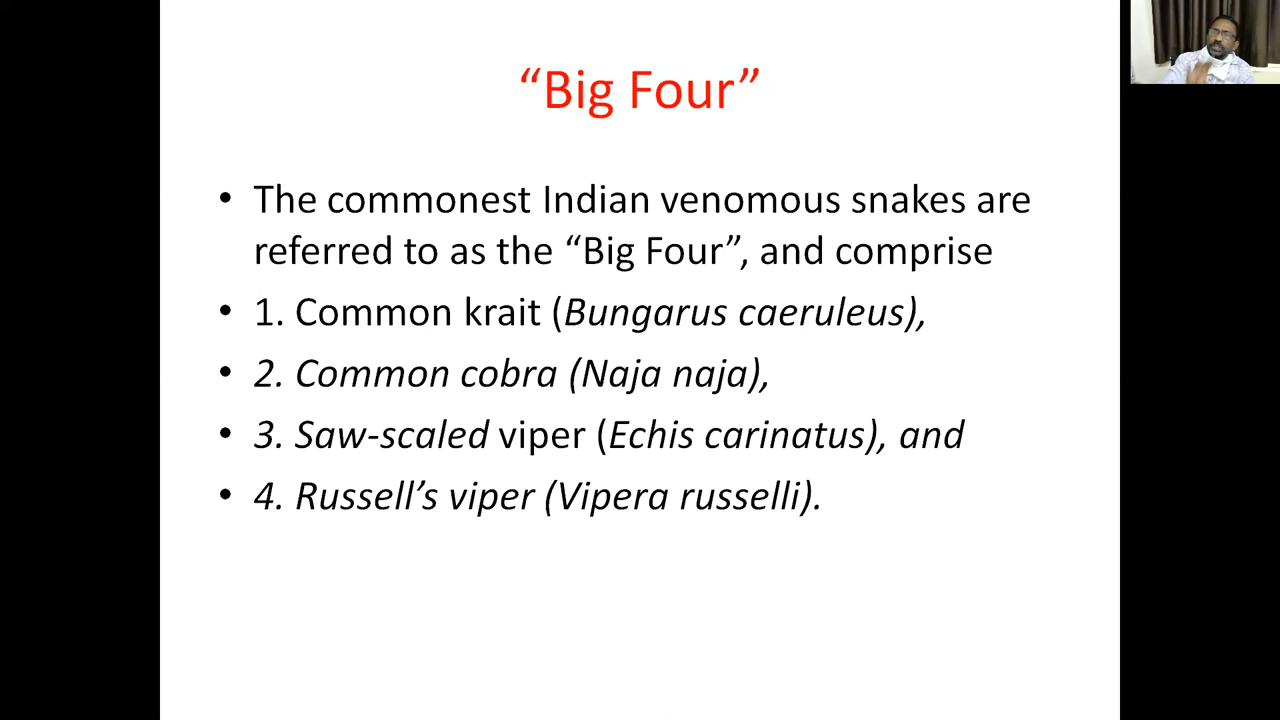 “Big Four”
• The commonest Indian venomous snakes are
referred to as the “Big Four”, and comprise
• 1. Common krait (Bungarus caeruleus),
• 2. Common cobra (Naja naja),
• 3. Saw-scaled viper (Echis carinatus), and
• 4. Russell’s viper (Vipera russelli).